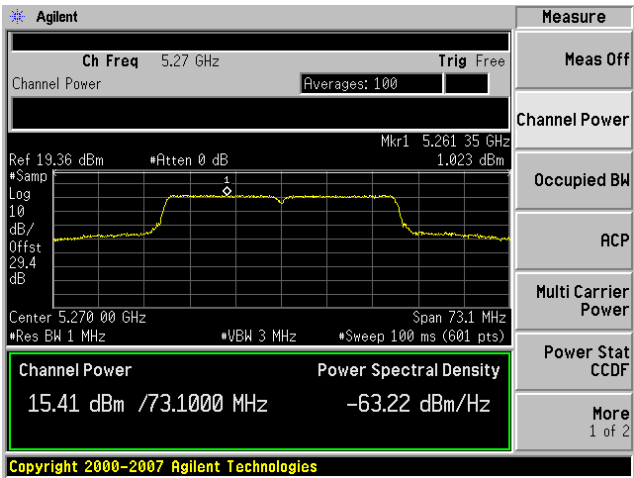 Agilent
Measure
Ch Freq 5.27 GHz Trig Free
Meas Off
Channel Power Averages: 100
Channel Power
Mkr1 5.261 35 GHz
Ref 19.36 dBm #Atten 0 dB 1.023 dBm
#Samp
Log
10
dB/
Offst
29.4
dB
1
Occupied BW
ACP
Multi Carrier
Power
Center 5.270 00 GHz Span 73.1 MHz
#Res BW 1 MHz #VBW 3 MHz #Sweep 100 ms (601 pts)
Power Stat
CCDF
Channel Power Power Spectral Density
15.41 dBm /73.1000 MHz -63.22 dBm/Hz
More
1 of 2
Copyright 2000-2007 Agilent Technologies